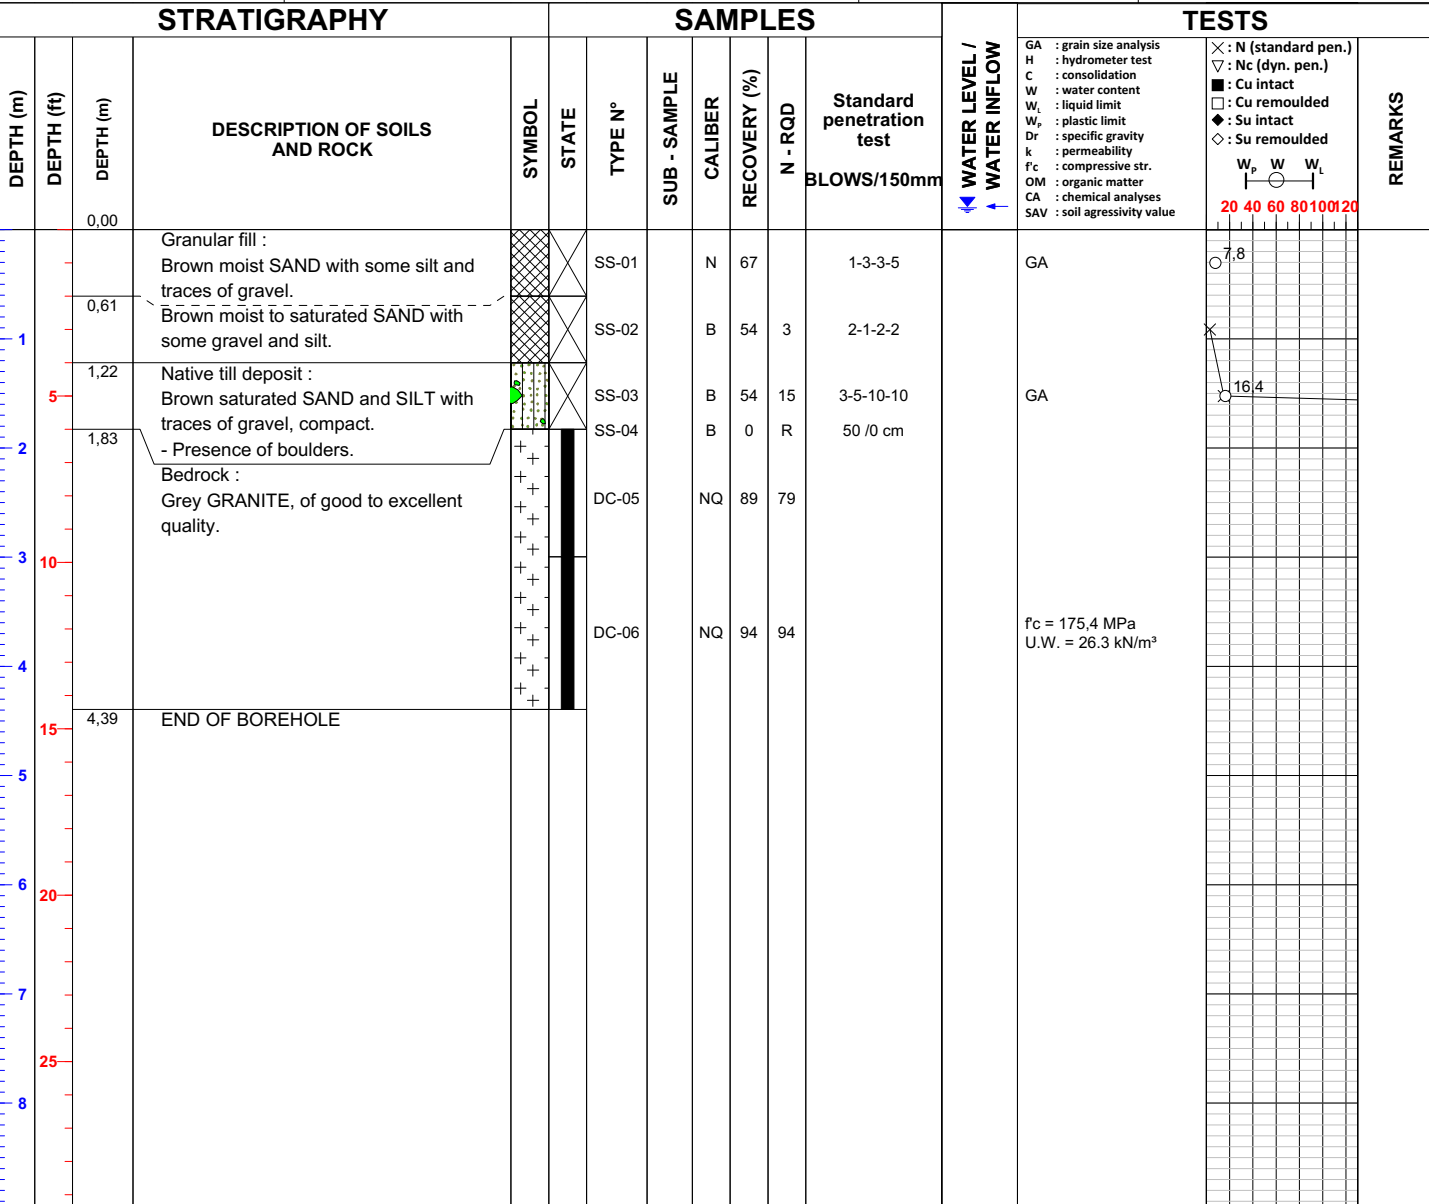 STRATIGRAPHY
SAMPLES
TESTS
DEPTH (m)
DEPTH (ft)
DEPTH (m)
DESCRIPTION OF SOILS
AND ROCK
SYMBOL
STATE
TYPE N°
SUB - SAMPLE
CALIBER
RECOVERY (%)
N - RQD
Standard
penetration
test
BLOWS/150mm
WATER LEVEL /
WATER INFLOW
GA : grain size analysis
H : hydrometer test
C : consolidation
W : water content
WL : liquid limit
WP : plastic limit
Dr : specific gravity
k : permeability
f'c : compressive str.
OM : organic matter
CA : chemical analyses
SAV : soil agressivity value
: N (standard pen.)
: Nc (dyn. pen.)
: Cu intact
: Cu remoulded
: Su intact
: Su remoulded
WP W WL
20 40 60 80 100 120
REMARKS
0,00
Granular fill :
Brown moist SAND with some silt and
traces of gravel.
SS-01 N 67 1-3-3-5 GA 7,8
0,61
Brown moist to saturated SAND with
some gravel and silt.
SS-02 B 54 3 2-1-2-2
1
1,22
Native till deposit :
Brown saturated SAND and SILT with
traces of gravel, compact.
- Presence of boulders.
5
SS-03 B 54 15 3-5-10-10 GA 16,4
SS-04 B 0 R 50 /0 cm
1,83
2
Bedrock :
Grey GRANITE, of good to excellent
quality.
DC-05 NQ 89 79
3
10
DC-06 NQ 94 94
f'c = 175,4 MPa
U.W. = 26.3 kN/m³
4
4,39 END OF BOREHOLE
15
5
6
20
7
25
8